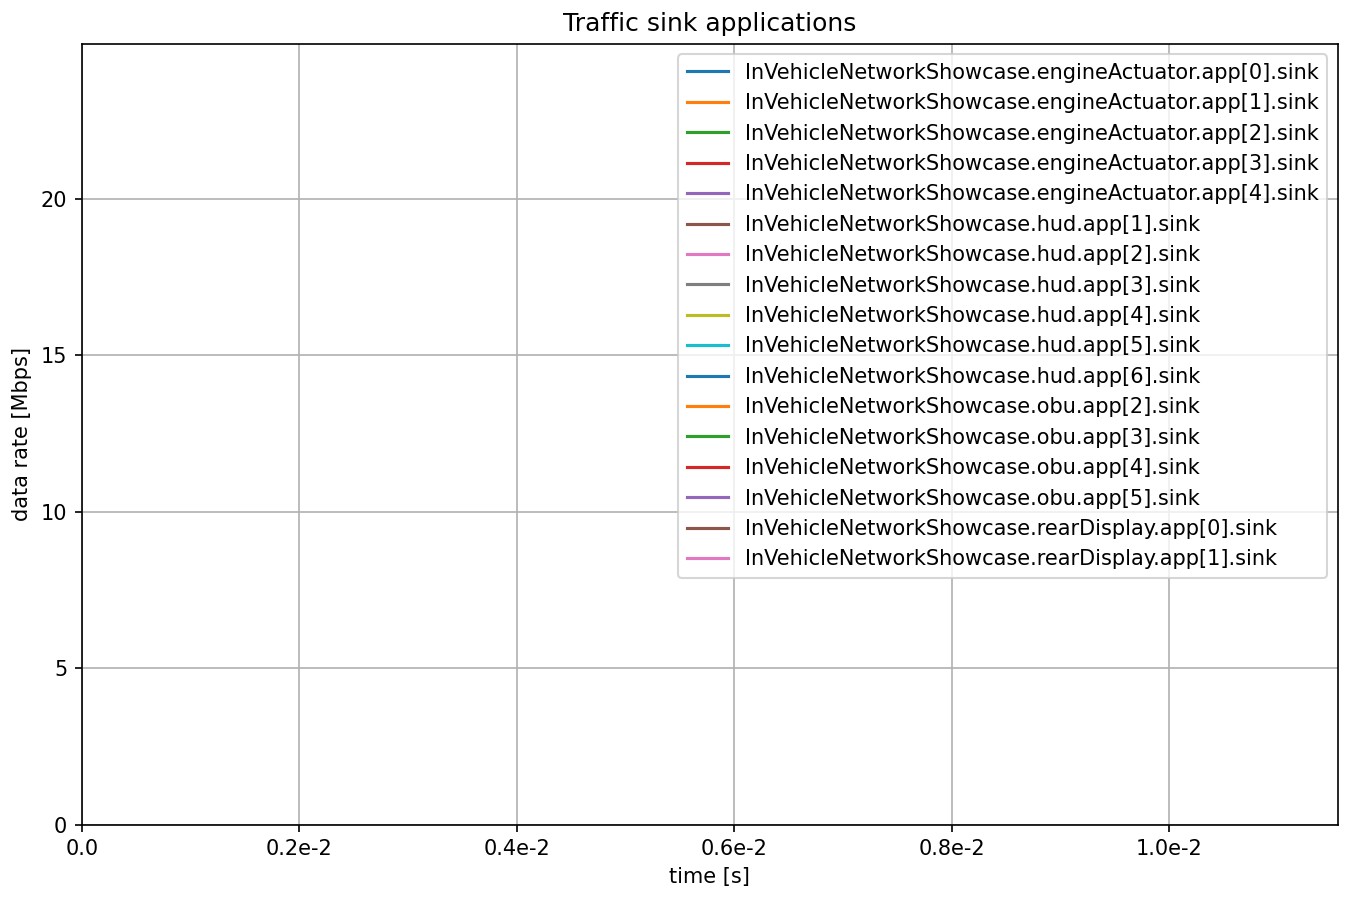 Traffic sink applications
InVehicleNetworkShowcase.engineActuator.app[0].sink
InVehicleNetworkShowcase.engineActuator.app[1].sink
InVehicleNetworkShowcase.engineActuator.app[2].sink
InVehicleNetworkShowcase.engineActuator.app[3].sink
InVehicleNetworkShowcase.engineActuator.app[4].sink
InVehicleNetworkShowcase.hud.app[1].sink
InVehicleNetworkShowcase.hud.app[2].sink
InVehicleNetworkShowcase.hud.app[3].sink
InVehicleNetworkShowcase.hud.app[4].sink
InVehicleNetworkShowcase.hud.app[5].sink
InVehicleNetworkShowcase.hud.app[6].sink
InVehicleNetworkShowcase.obu.app[2].sink
InVehicleNetworkShowcase.obu.app[3].sink
InVehicleNetworkShowcase.obu.app[4].sink
InVehicleNetworkShowcase.obu.app[5].sink
InVehicleNetworkShowcase.rearDisplay.app[0].sink
InVehicleNetworkShowcase.rearDisplay.app[1].sink
data rate [Mbps]
20
15
10
5
0
0.0 0.2e-2 0.4e-2 0.6e-2 0.8e-2 1.0e-2
time [s]